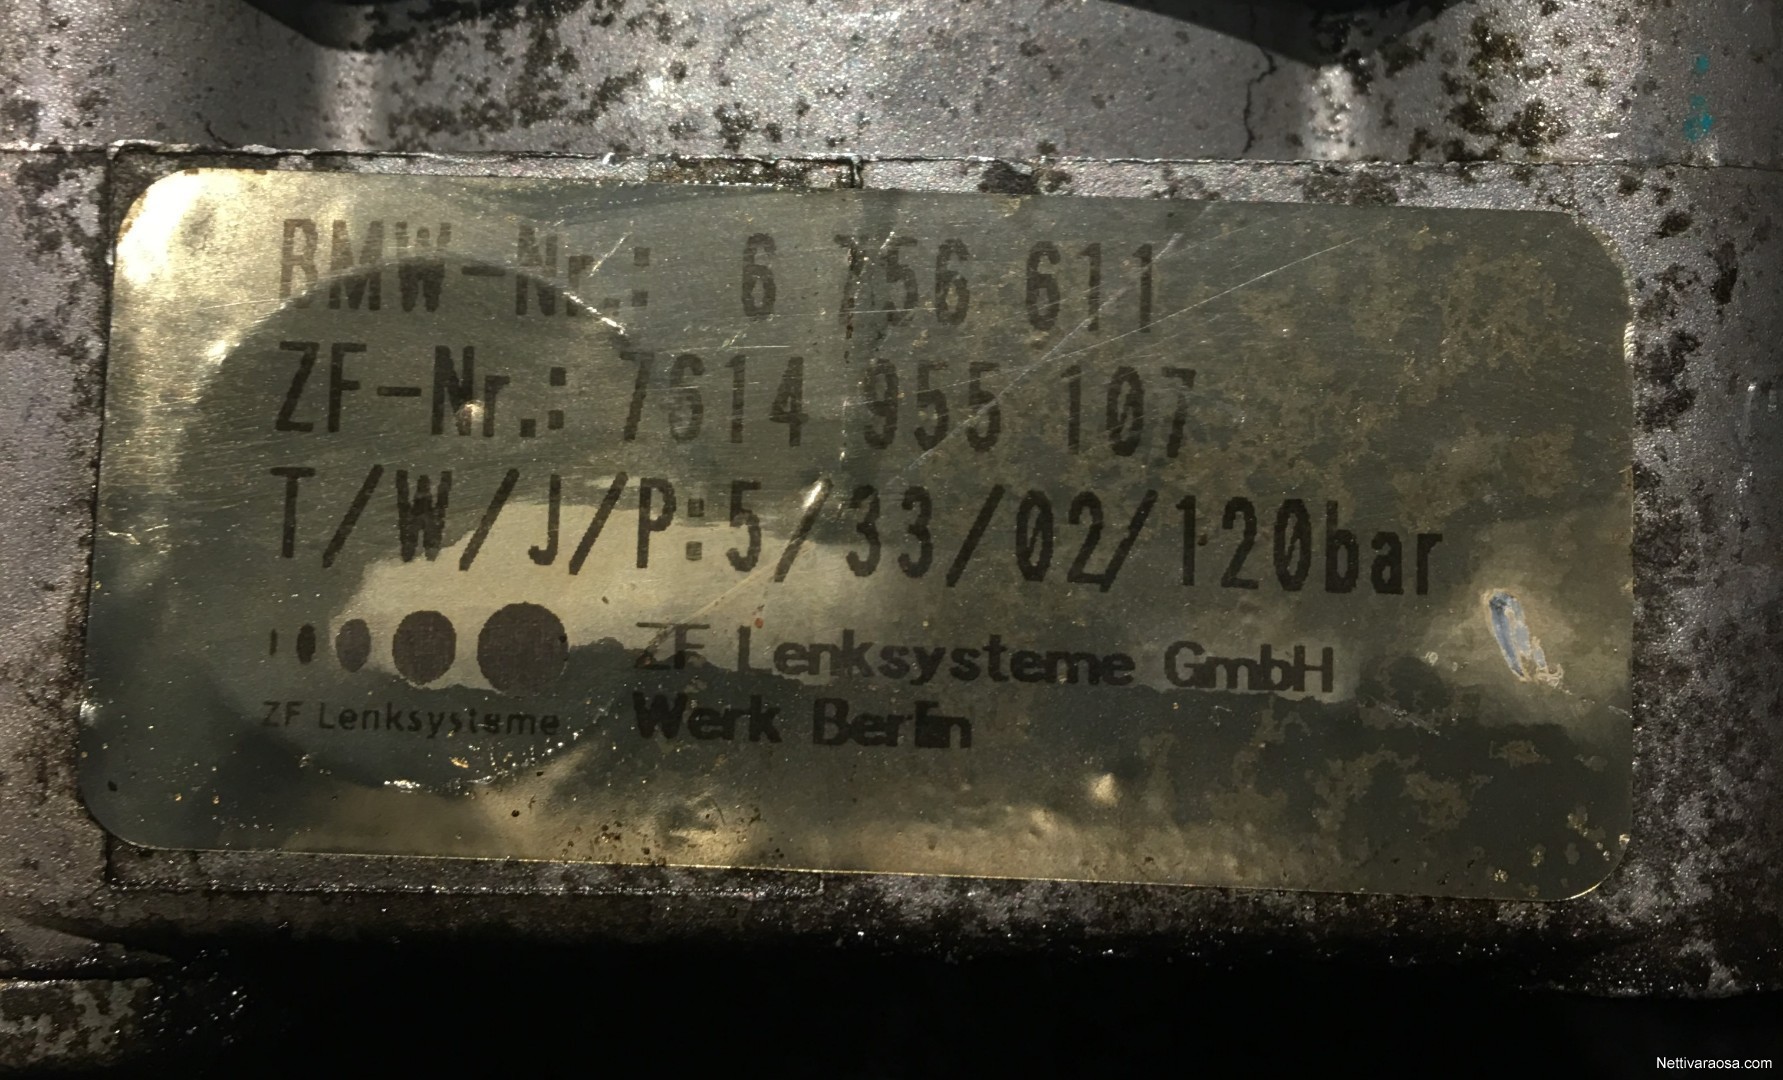 BMW-Nr.: 6 756 611
ZF-Nr.: 7614 955 107
T/W/J/P:5/33/02/120bar
ZF Lenksysteme GmbH
ZF Lenksysteme
Werk Berlin
Nettivaraosa.com